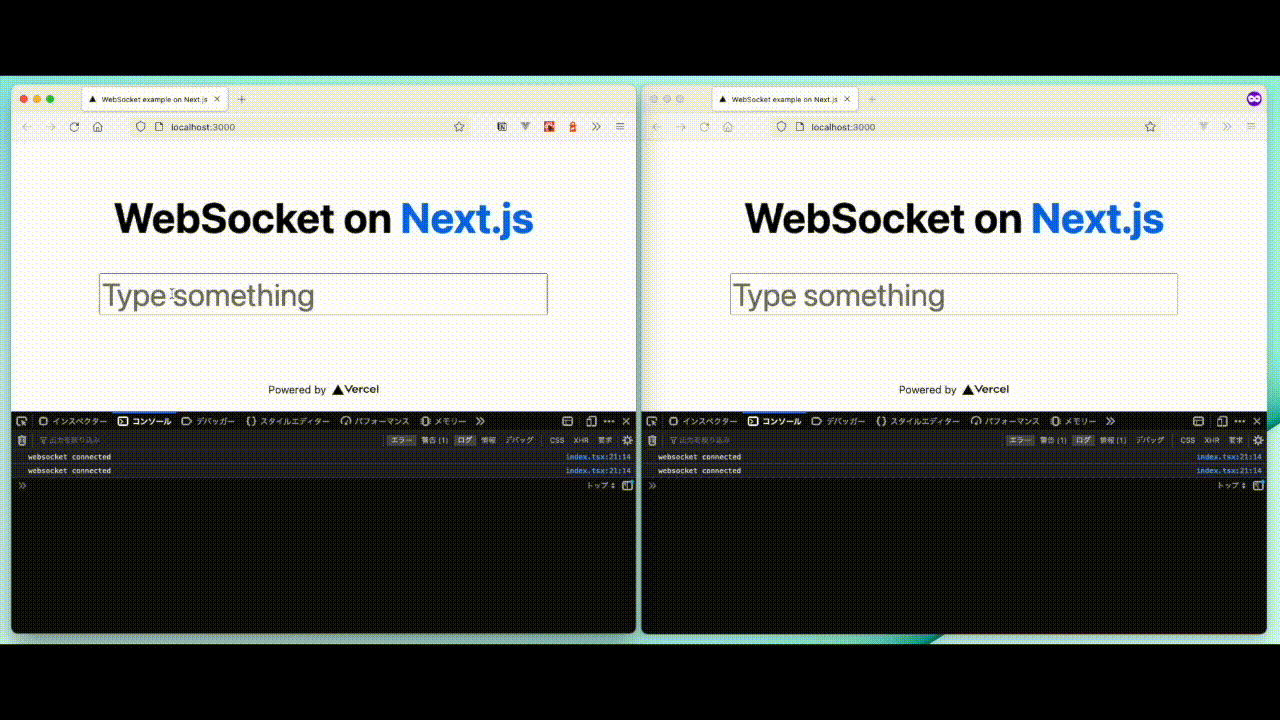 WebSocket example on Next.js
localhost:3000
WebSocket on Next.js
Type something
Powered by Vercel
インスペクター コンソール デバッガー スタイルエディター パフォーマンス メモリー
出力を絞り込み エラー 警告 (1) ログ 情報 デバッグ CSS XHR 要求
websocket connected index.tsx:21:14
websocket connected index.tsx:21:14
トップ
WebSocket example on Next.js
localhost:3000
WebSocket on Next.js
Type something
Powered by Vercel
インスペクター コンソール デバッガー スタイルエディター パフォーマンス メモリー
出力を絞り込み エラー 警告 (1) ログ 情報 (1) デバッグ CSS XHR 要求
websocket connected index.tsx:21:14
websocket connected index.tsx:21:14
トップ